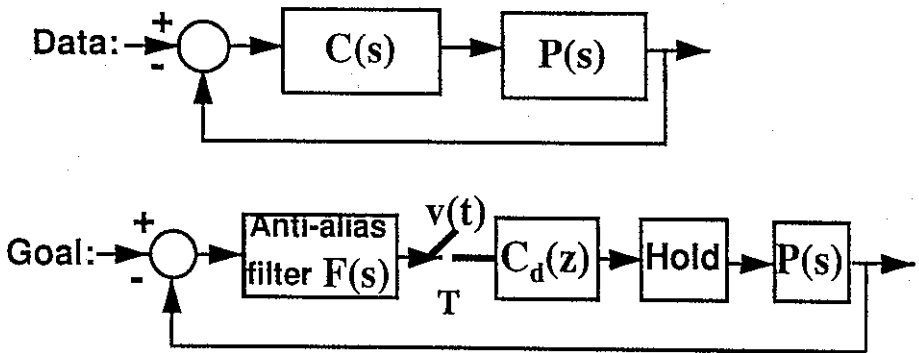 Data:
+
-
C(s)
P(s)
Goal:
+
-
Anti-alias
filter F(s)
v(t)
T
C_d(z)
Hold
P(s)